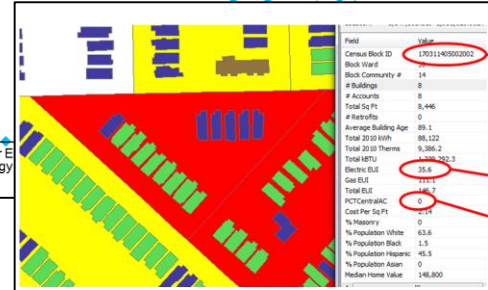 Field Value
Census Block ID 170311405002002
Block Ward
Block Community # 14
# Buildings 8
# Accounts 8
Total Sq Ft 8,446
# Retrofits 0
Average Building Age 89.1
Total 2010 kWh 88,122
Total 2010 Therms 9,386.2
Total kBTU
Electric EUI 35.6
Gas EUI
Total EUI 146.7
PCTCentralAC 0
Cost Per Sq Ft 2.14
% Masonry 0
% Population White 63.6
% Population Black 1.5
% Population Hispanic 45.5
% Population Asian 0
Median Home Value 148,800